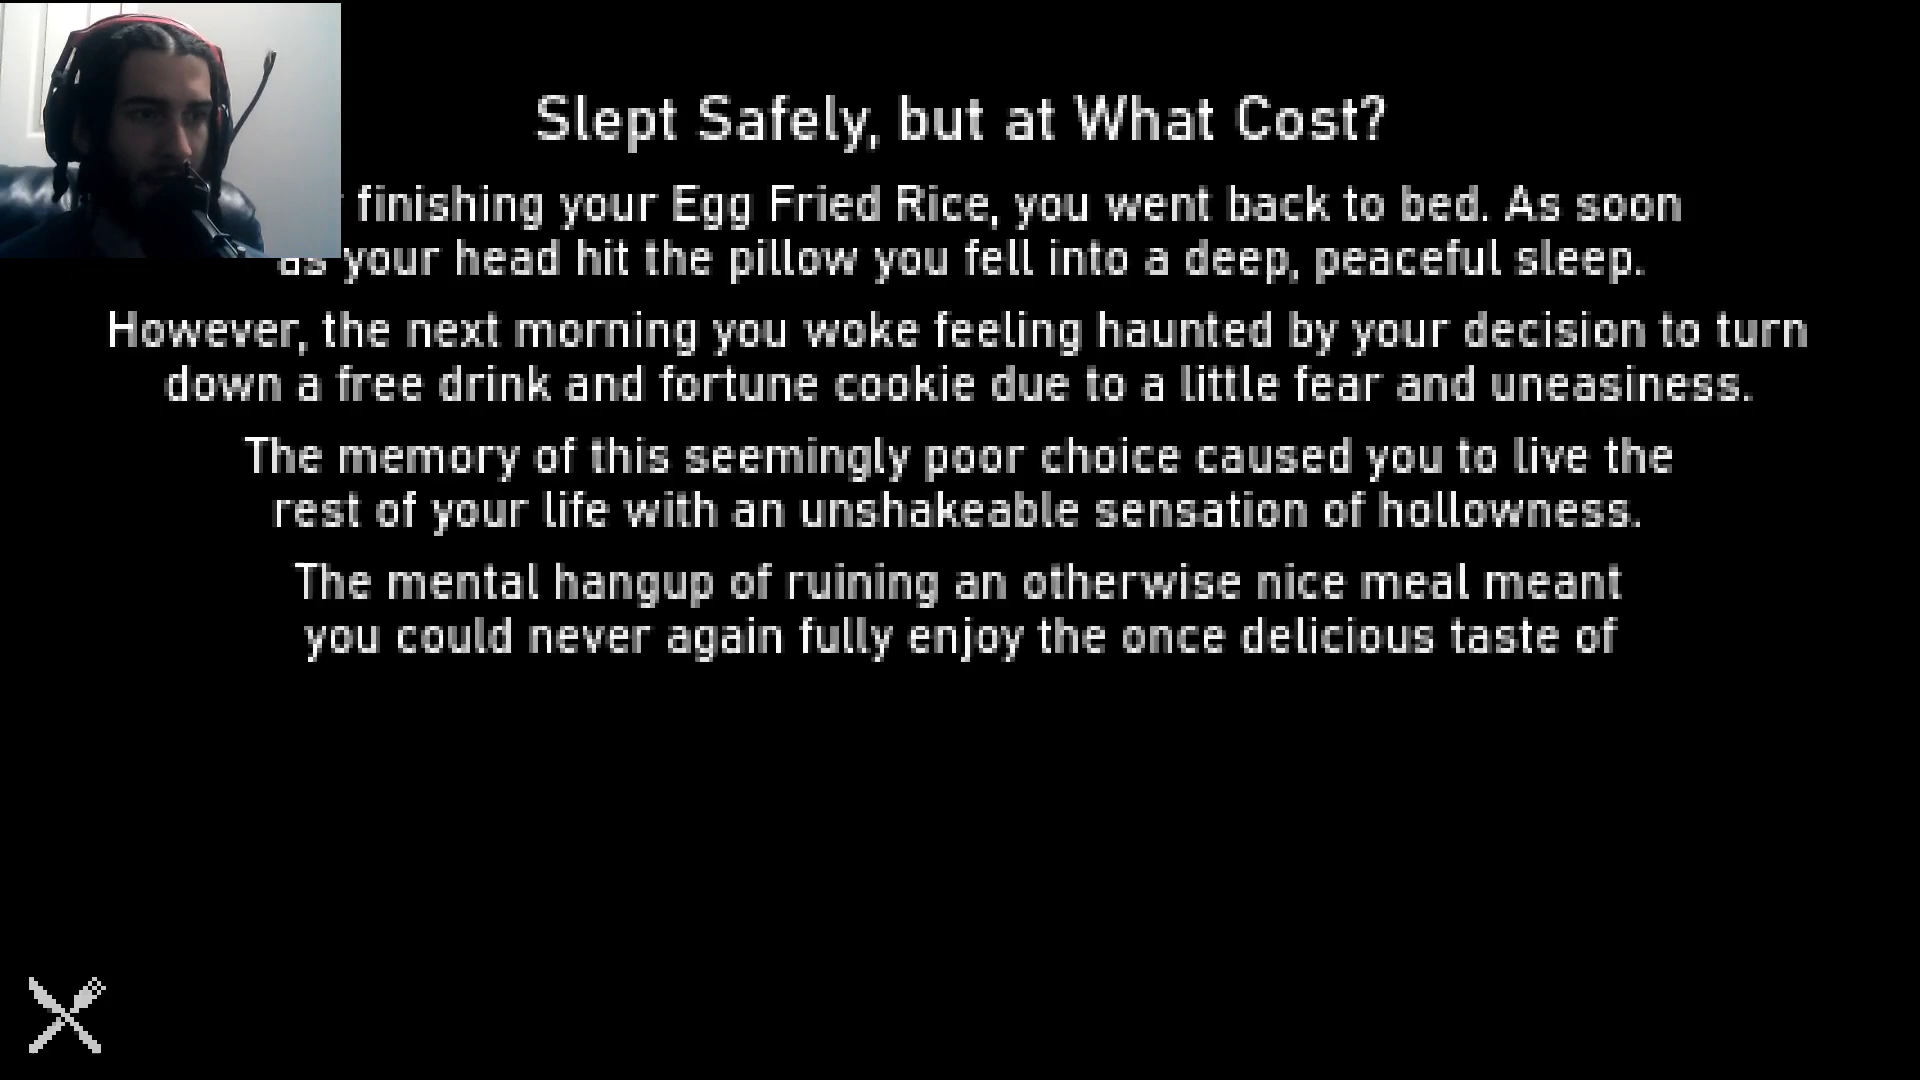 Slept Safely, but at What Cost?
finishing your Egg Fried Rice, you went back to bed. As soon
as your head hit the pillow you fell into a deep, peaceful sleep.
However, the next morning you woke feeling haunted by your decision to turn
down a free drink and fortune cookie due to a little fear and uneasiness.
The memory of this seemingly poor choice caused you to live the
rest of your life with an unshakeable sensation of hollowness.
The mental hangup of ruining an otherwise nice meal meant
you could never again fully enjoy the once delicious taste of